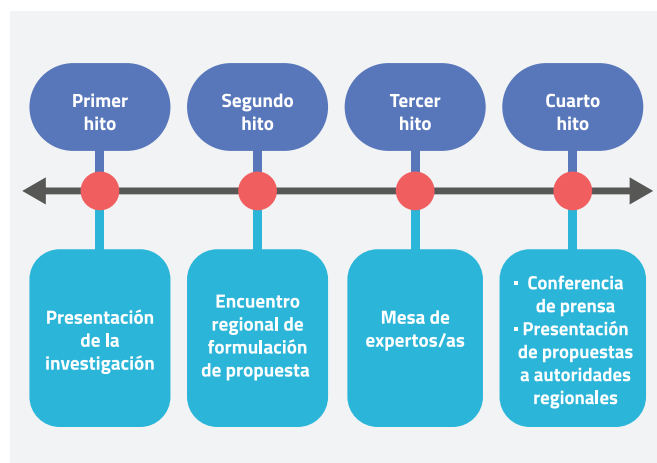 Primer
hito
Segundo
hito
Tercer
hito
Cuarto
hito
Presentación
de la
investigación
Encuentro
regional de
formulación
de propuesta
Mesa de
expertos/as
▪ Conferencia
de prensa
▪ Presentación
de propuestas
a autoridades
regionales